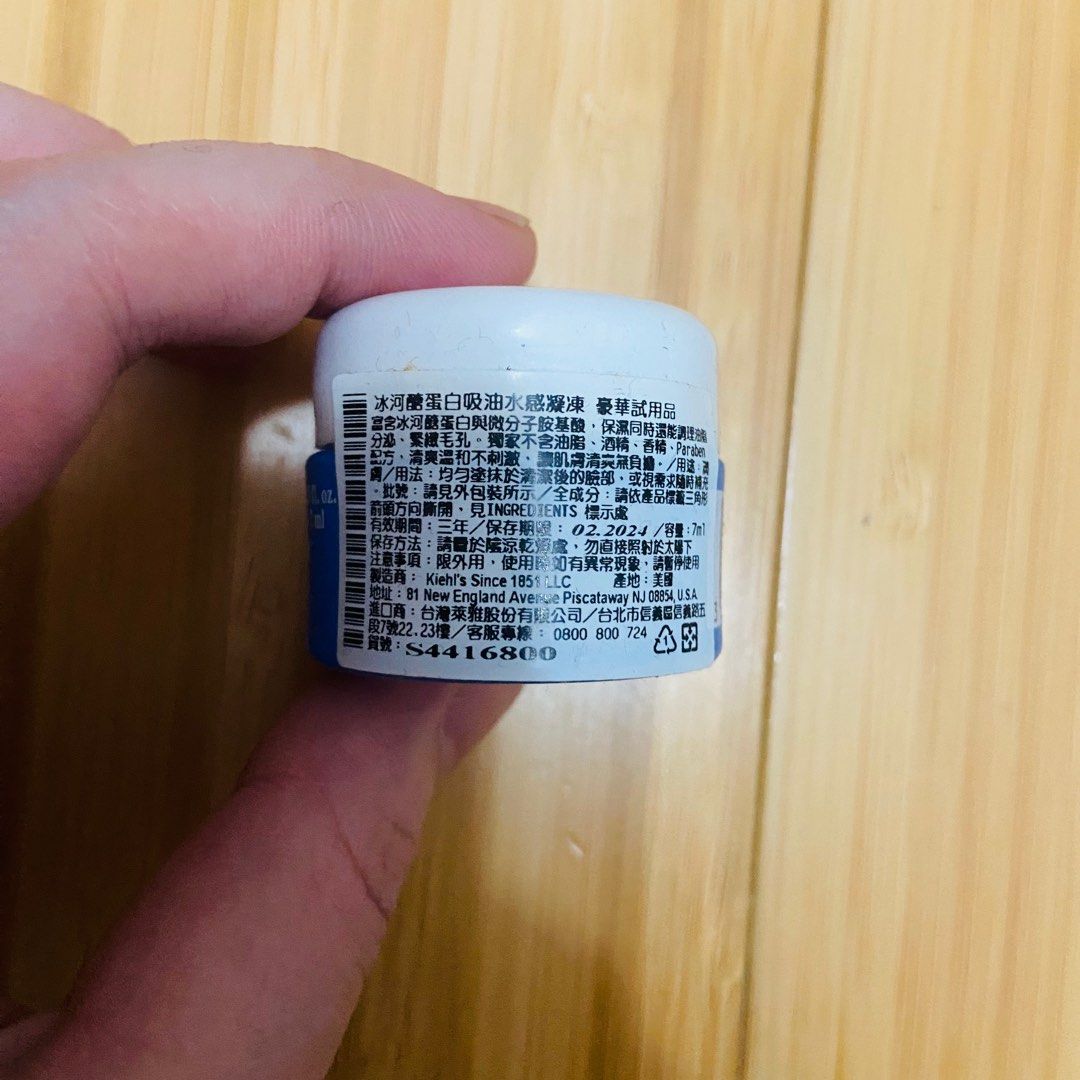 冰河醣蛋白吸油水感凝凍 豪華試用品
富含冰河醣蛋白與微分子胺基酸，保濕同時還能調理油脂
分泌、緊緻毛孔。獨家不含油脂、酒精、香精、Paraben
配方，清爽溫和不刺激，讓肌膚清爽無負擔。／用途：調
膚／用法：均勻塗抹於清潔後的臉部，或視需求隨時補充
。批號：請見外包裝所示／全成分：請依產品標籤三角形
箭頭方向撕開，見INGREDIENTS 標示處
有效期間：三年／保存期限：02.2024／容量：7ml
保存方法：請置於陰涼乾燥處，勿直接照射於太陽下
注意事項：限外用，使用時如有異常現象，請暫停使用
製造商： Kiehl's Since 1851 LLC 產地：美國
地址：81 New England Avenue Piscataway NJ 08854, U.S.A.
進口商：台灣萊雅股份有限公司／台北市信義區信義路五
段7號22.23樓／客服專線： 0800 800 724
1
貨號：S4416800
oz.
ml